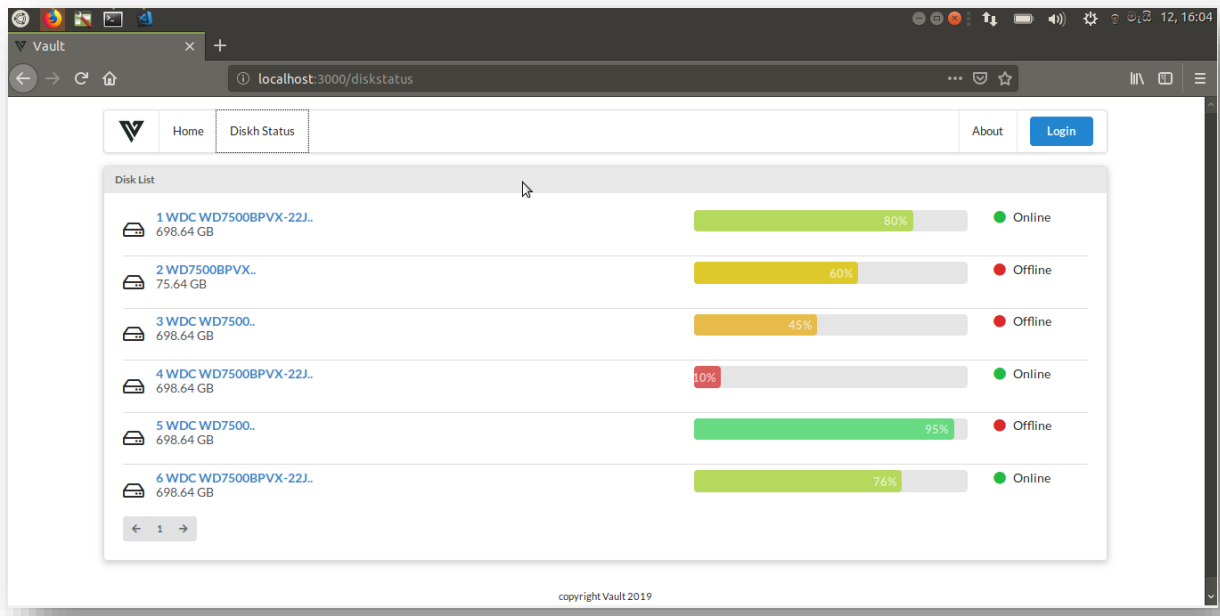 ඉ මැයි 12, 16:04
Vault
localhost:3000/diskstatus
Home Diskh Status About Login
Disk List
1 WDC WD7500BPVX-22J.. 80% Online
698.64 GB
2 WD7500BPVX.. 60% Offline
75.64 GB
3 WDC WD7500.. 45% Offline
698.64 GB
4 WDC WD7500BPVX-22J.. 10% Online
698.64 GB
5 WDC WD7500.. 95% Offline
698.64 GB
6 WDC WD7500BPVX-22J.. 76% Online
698.64 GB
1
copyright Vault 2019